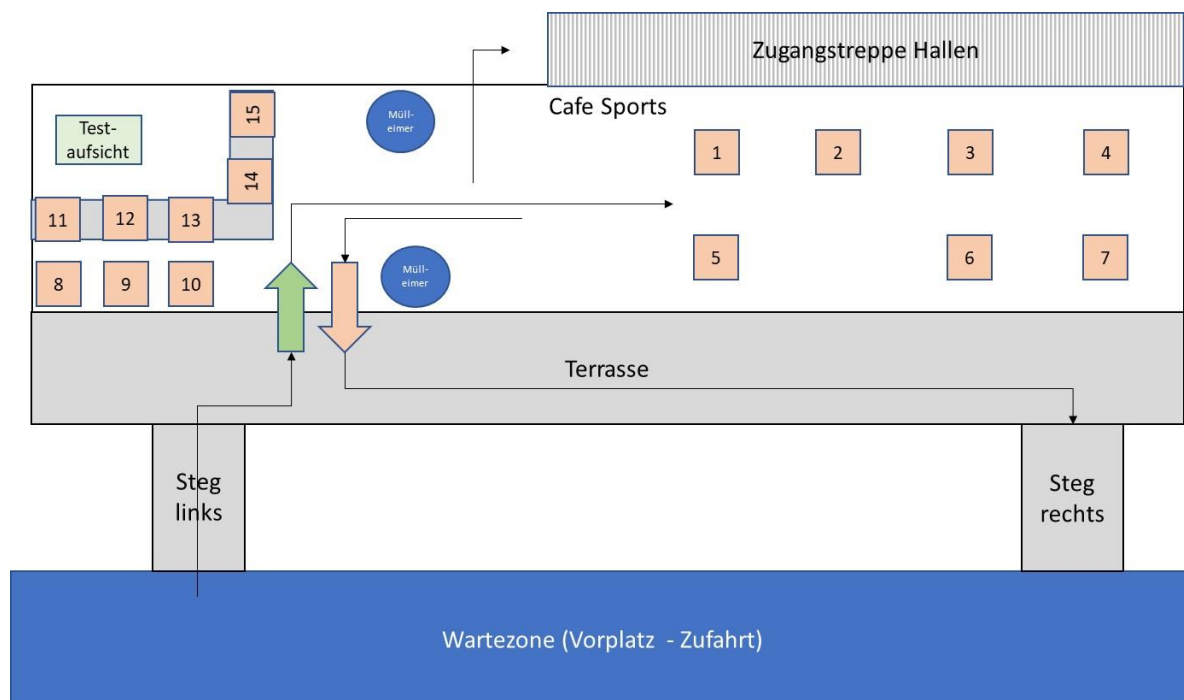 Zugangstreppe Hallen
Cafe Sports
Test-
aufsicht
15
Müll-
eimer
1
2
3
4
14
11
12
13
5
6
7
8
9
10
Müll-
eimer
Terrasse
Steg
links
Steg
rechts
Wartezone (Vorplatz - Zufahrt)